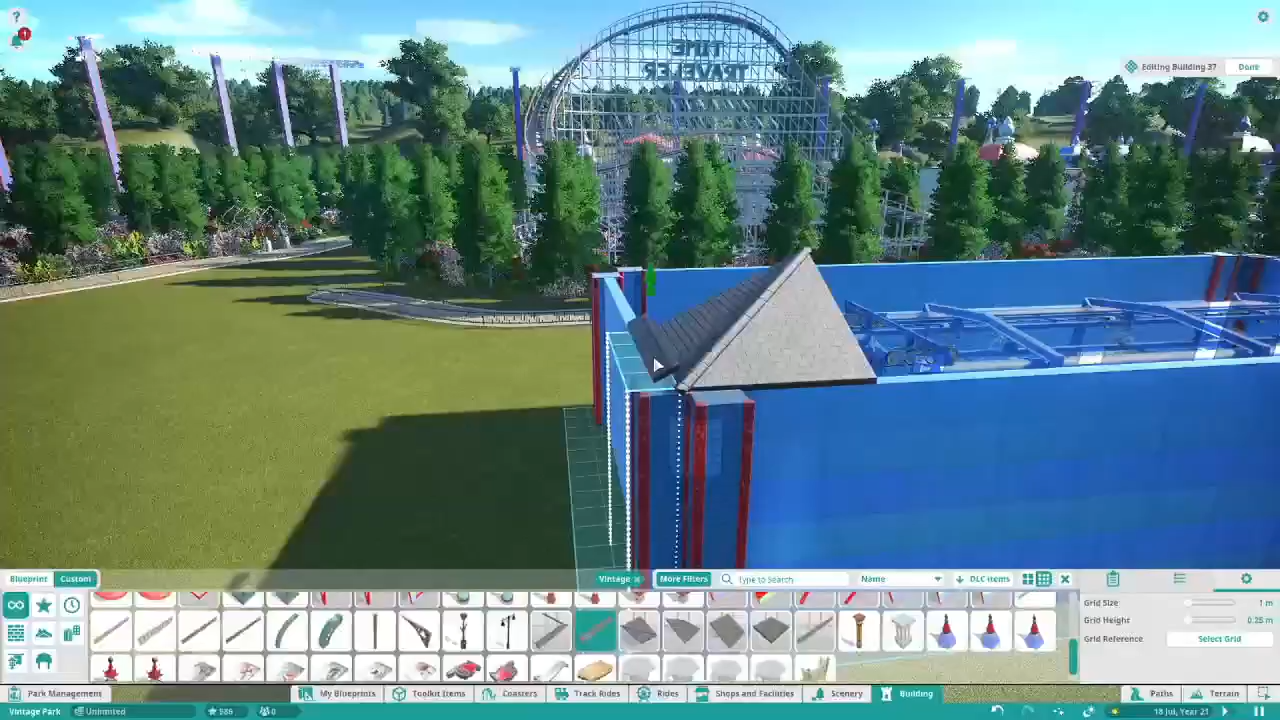 ?
TIME
TRAVELER
Editing Building 37 Done
Blueprint Custom Vintage More Filters Type to Search Name DLC Items
Grid Size 1 m
Grid Height 0.25 m
Grid Reference Select Grid
Park Management My Blueprints Toolkit Items Coasters Track Rides Rides Shops and Facilities Scenery Building Paths Terrain
Vintage Park Unlimited 986 0 18 Jul, Year 21